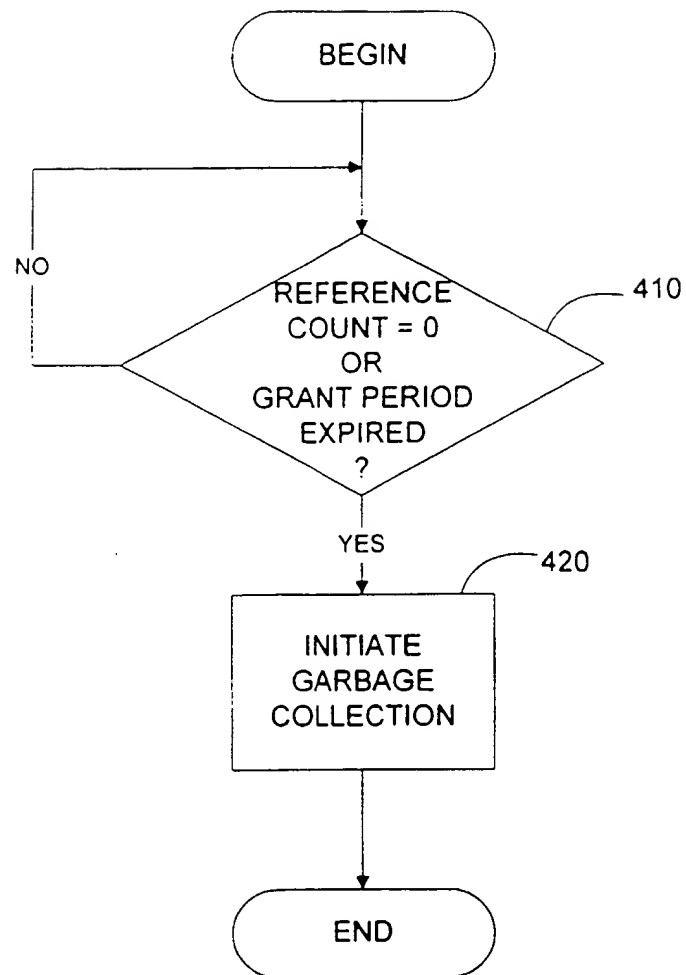 BEGIN
NO
REFERENCE
COUNT = 0
OR
GRANT PERIOD
EXPIRED
?
410
YES
420
INITIATE
GARBAGE
COLLECTION
END